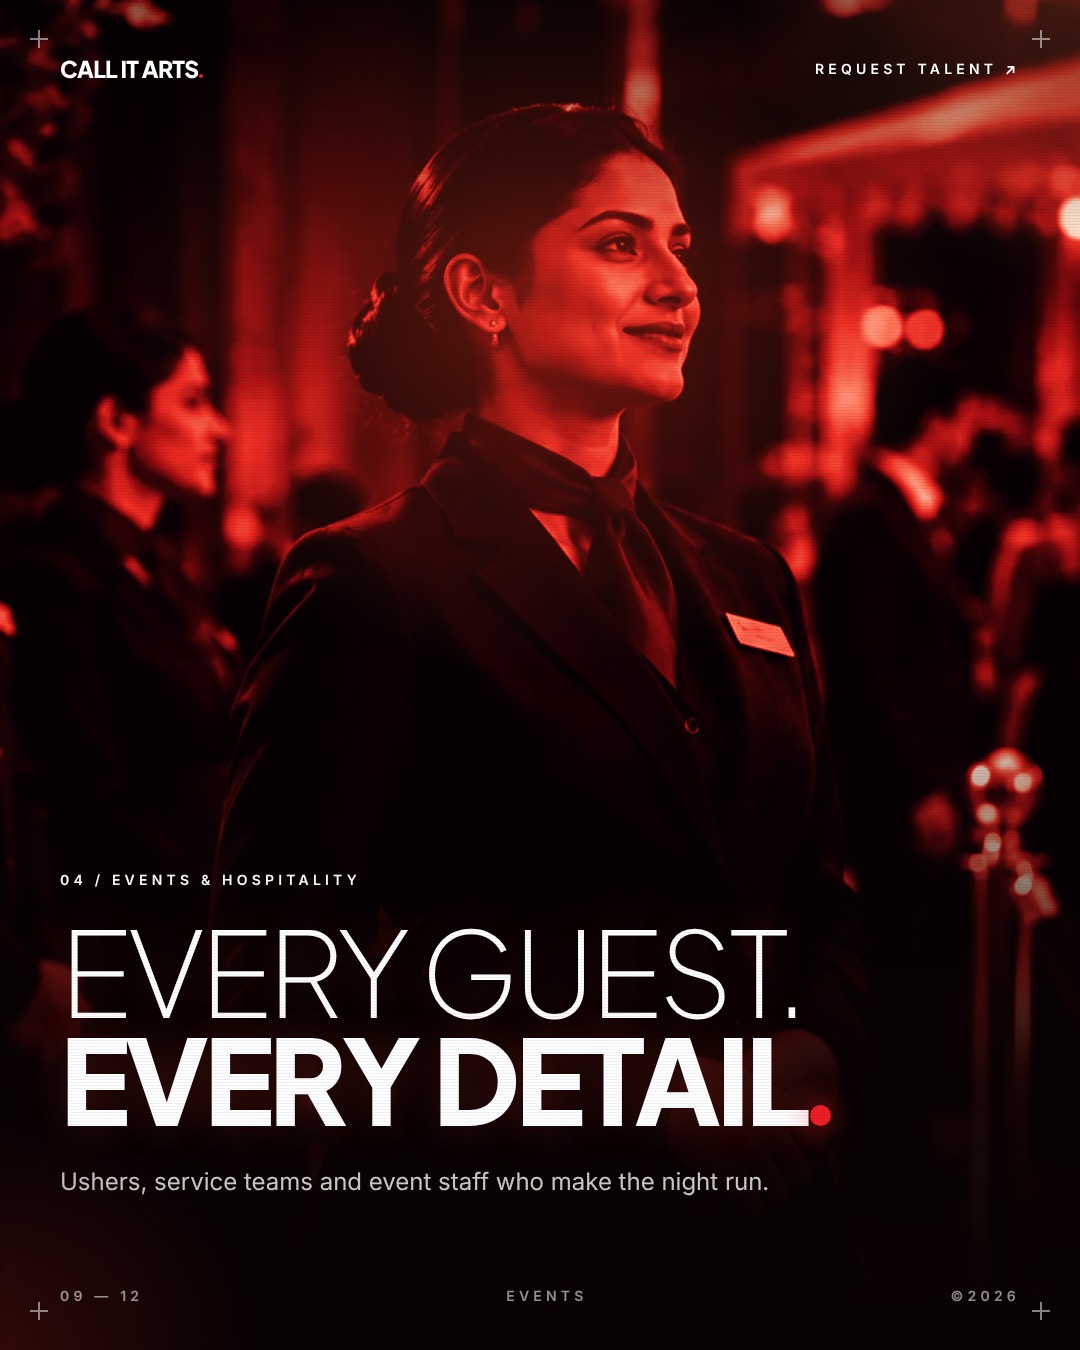 CALL IT ARTS.
REQUEST TALENT ↗
04 / EVENTS & HOSPITALITY
EVERY GUEST.
EVERY DETAIL.
Ushers, service teams and event staff who make the night run.
09 — 12
EVENTS
©2026